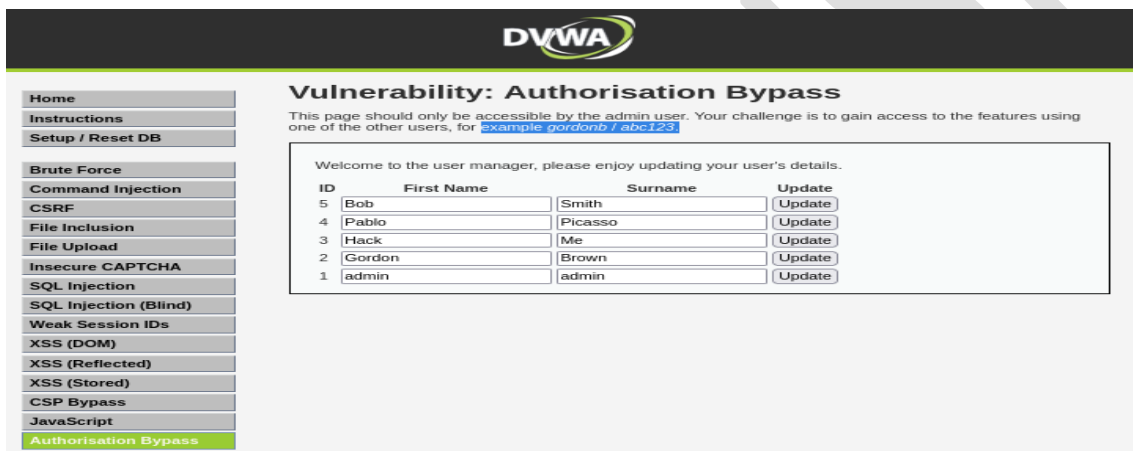 DVWA
Home
Instructions
Setup / Reset DB
Brute Force
Command Injection
CSRF
File Inclusion
File Upload
Insecure CAPTCHA
SQL Injection
SQL Injection (Blind)
Weak Session IDs
XSS (DOM)
XSS (Reflected)
XSS (Stored)
CSP Bypass
JavaScript
Authorisation Bypass
Vulnerability: Authorisation Bypass
This page should only be accessible by the admin user. Your challenge is to gain access to the features using
one of the other users, for example gordonb / abc123.
Welcome to the user manager, please enjoy updating your user's details.
ID First Name Surname Update
5 Bob Smith Update
4 Pablo Picasso Update
3 Hack Me Update
2 Gordon Brown Update
1 admin admin Update